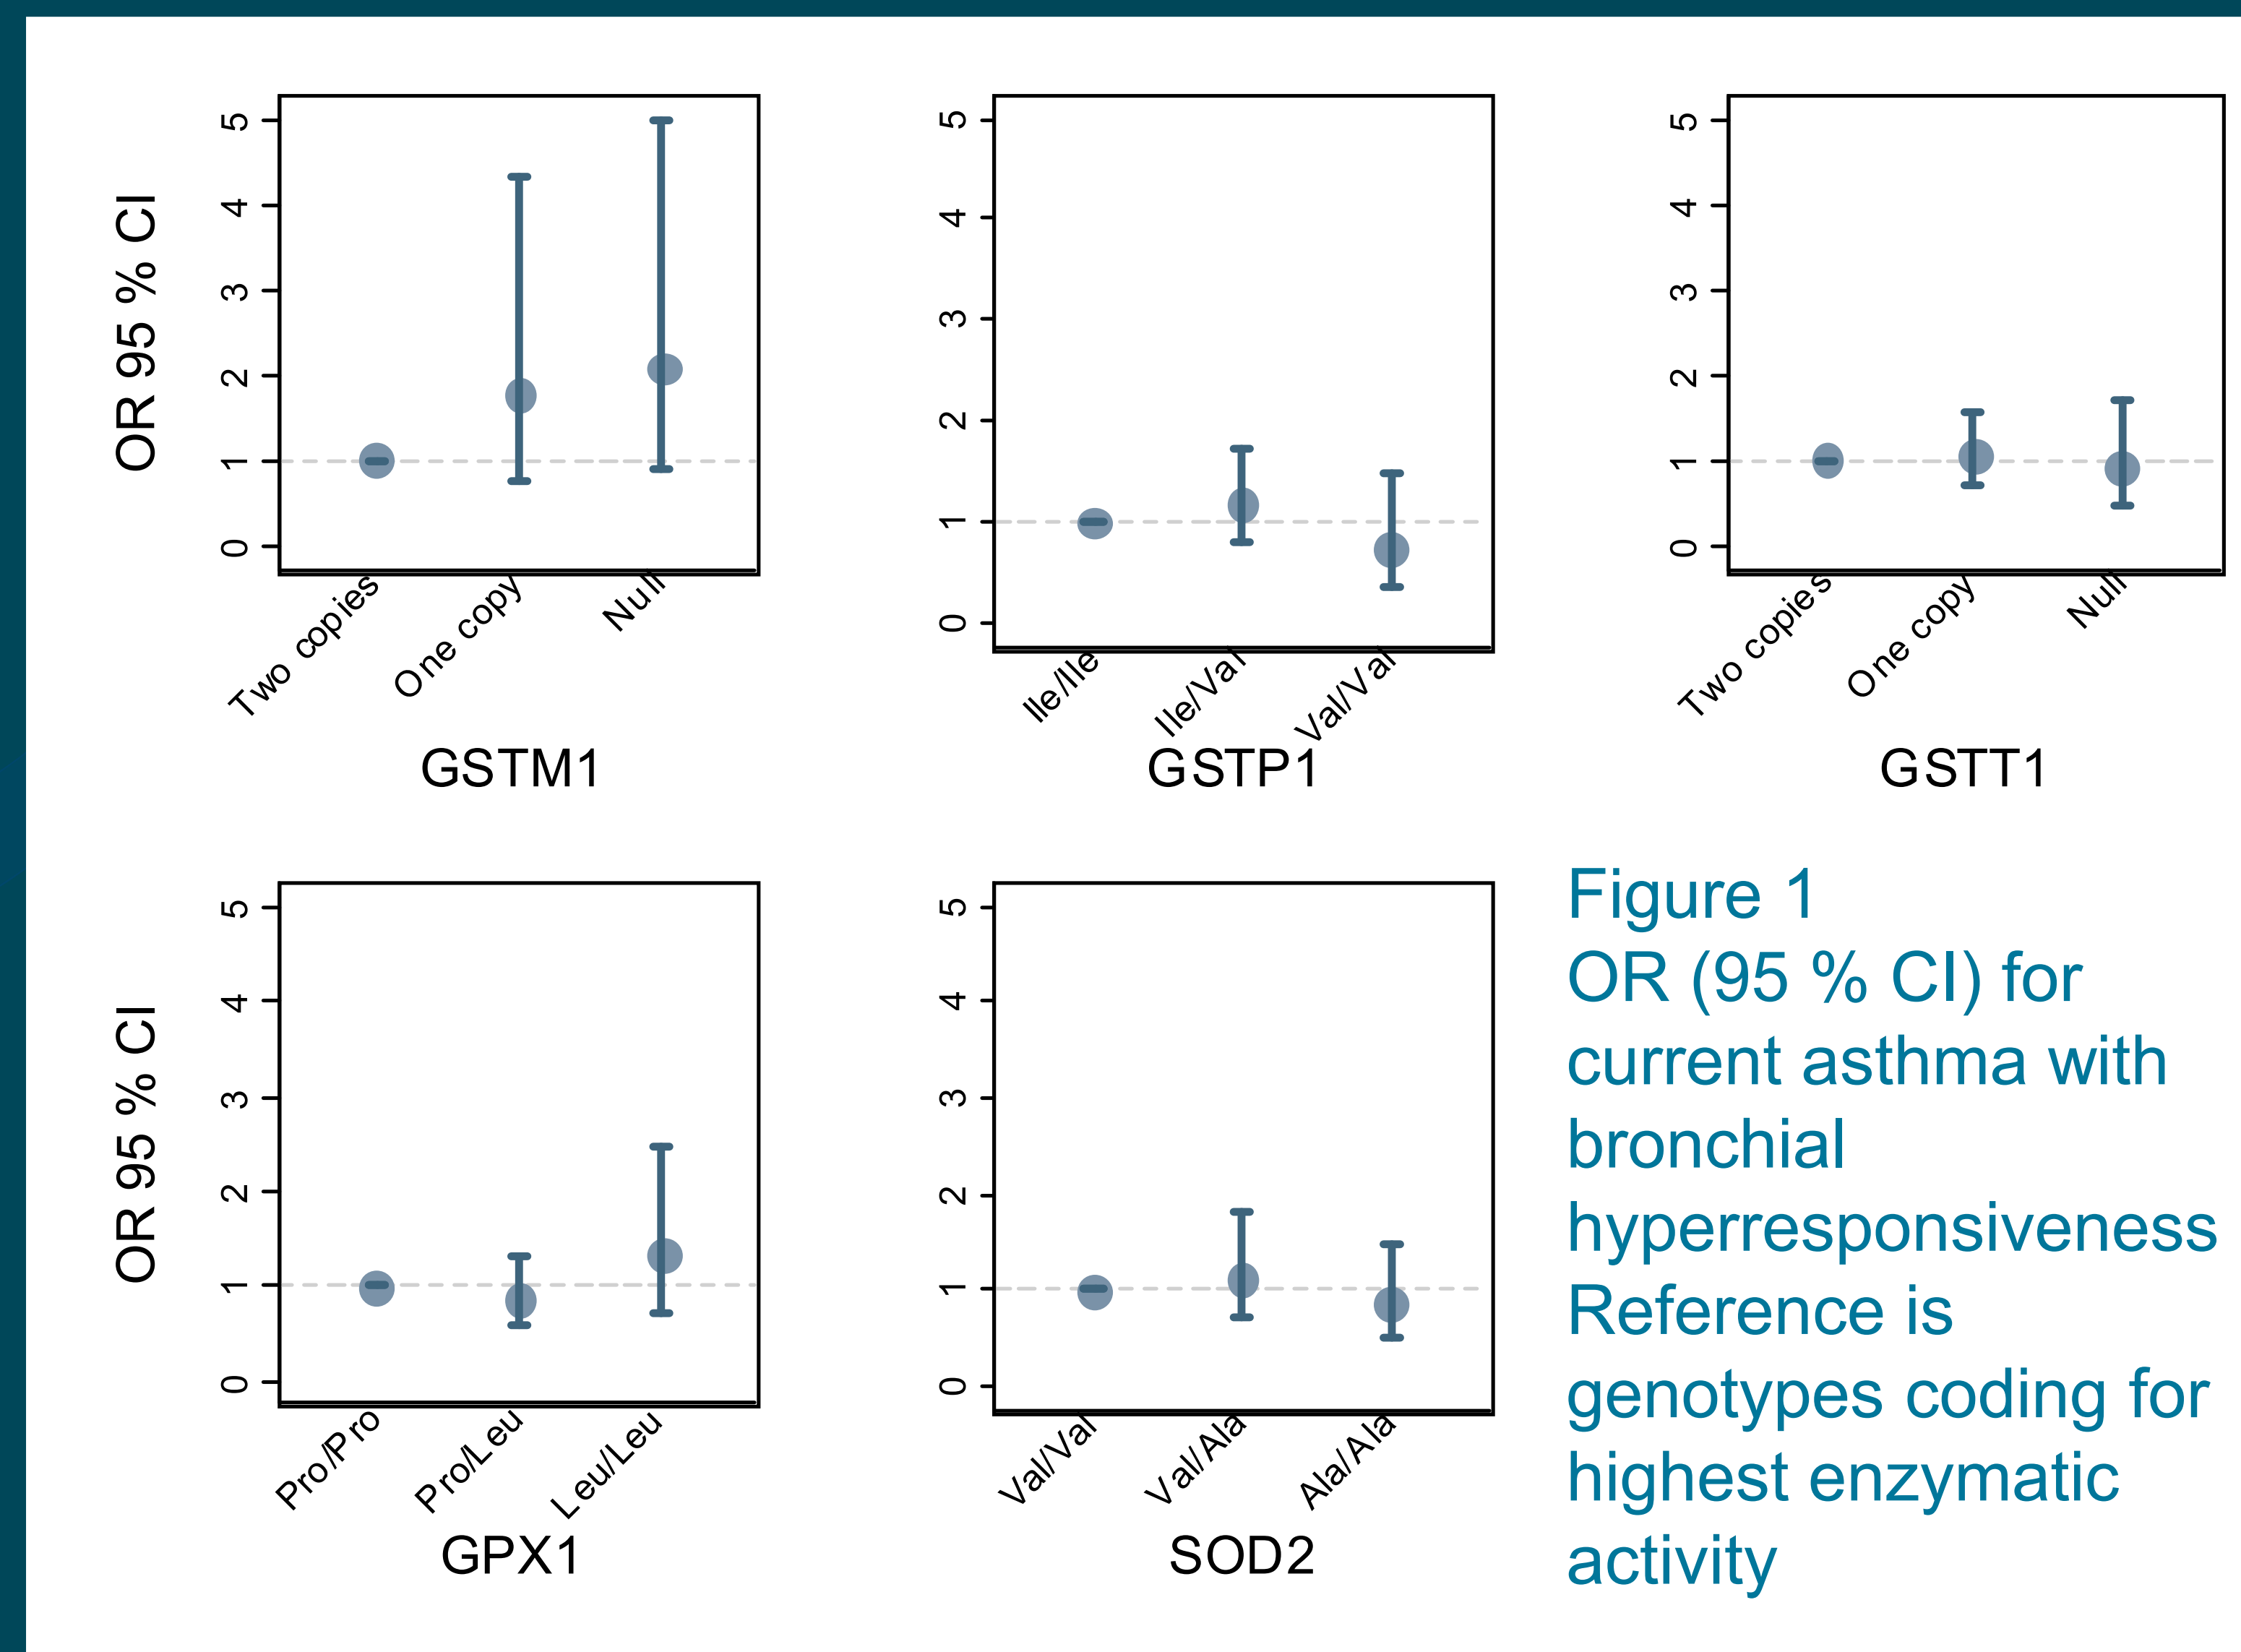 OR 95 % CI
5
4
3
2
1
0
Two copies
One copy
Null
GSTM1
5
4
3
2
1
0
Ile/Ile
Ile/Val
Val/Val
GSTP1
5
4
3
2
1
0
Two copies
One copy
Null
GSTT1
OR 95 % CI
5
4
3
2
1
0
Pro/Pro
Pro/Leu
Leu/Leu
GPX1
5
4
3
2
1
0
Val/Val
Val/Ala
Ala/Ala
SOD2
Figure 1
OR (95 % CI) for
current asthma with
bronchial
hyperresponsiveness
Reference is
genotypes coding for
highest enzymatic
activity